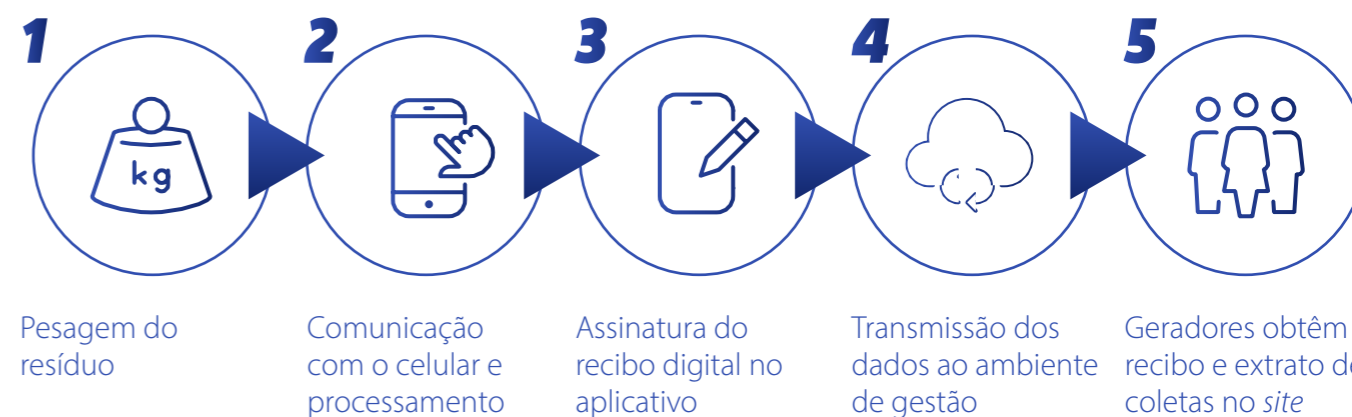 1
2
3
4
5
kg
Pesagem do
resíduo
Comunicação
com o celular e
processamento
Assinatura do
recibo digital no
aplicativo
Transmissão dos
dados ao ambiente
de gestão
Geradores obtêm
recibo e extrato de
coletas no site